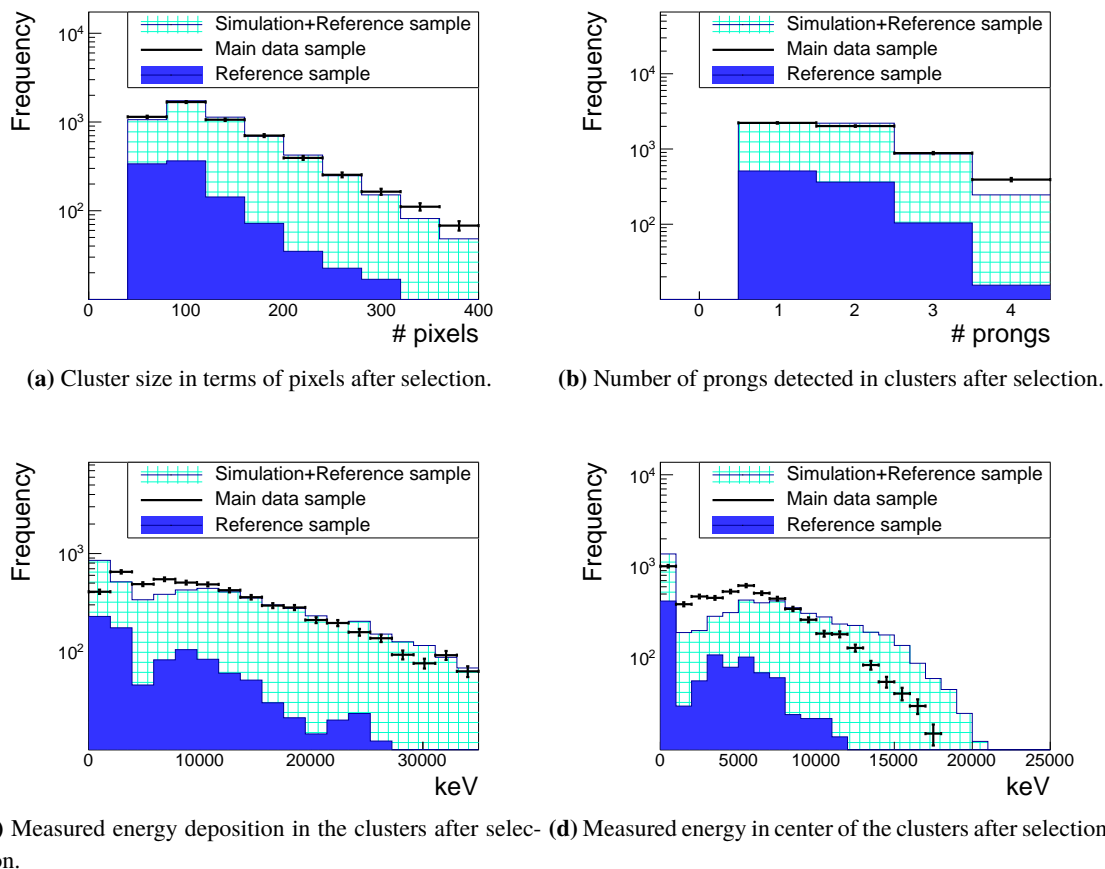 Frequency
10⁴
10³
10²
Simulation+Reference sample
Main data sample
Reference sample
0 100 200 300 400
# pixels
(a) Cluster size in terms of pixels after selection.
Frequency
10⁴
10³
10²
Simulation+Reference sample
Main data sample
Reference sample
0 1 2 3 4
# prongs
(b) Number of prongs detected in clusters after selection.
Frequency
10³
10²
Simulation+Reference sample
Main data sample
Reference sample
0 10000 20000 30000
keV
) Measured energy deposition in the clusters after selec-
on.
Frequency
10⁴
10³
10²
Simulation+Reference sample
Main data sample
Reference sample
0 5000 10000 15000 20000 25000
keV
(d) Measured energy in center of the clusters after selection